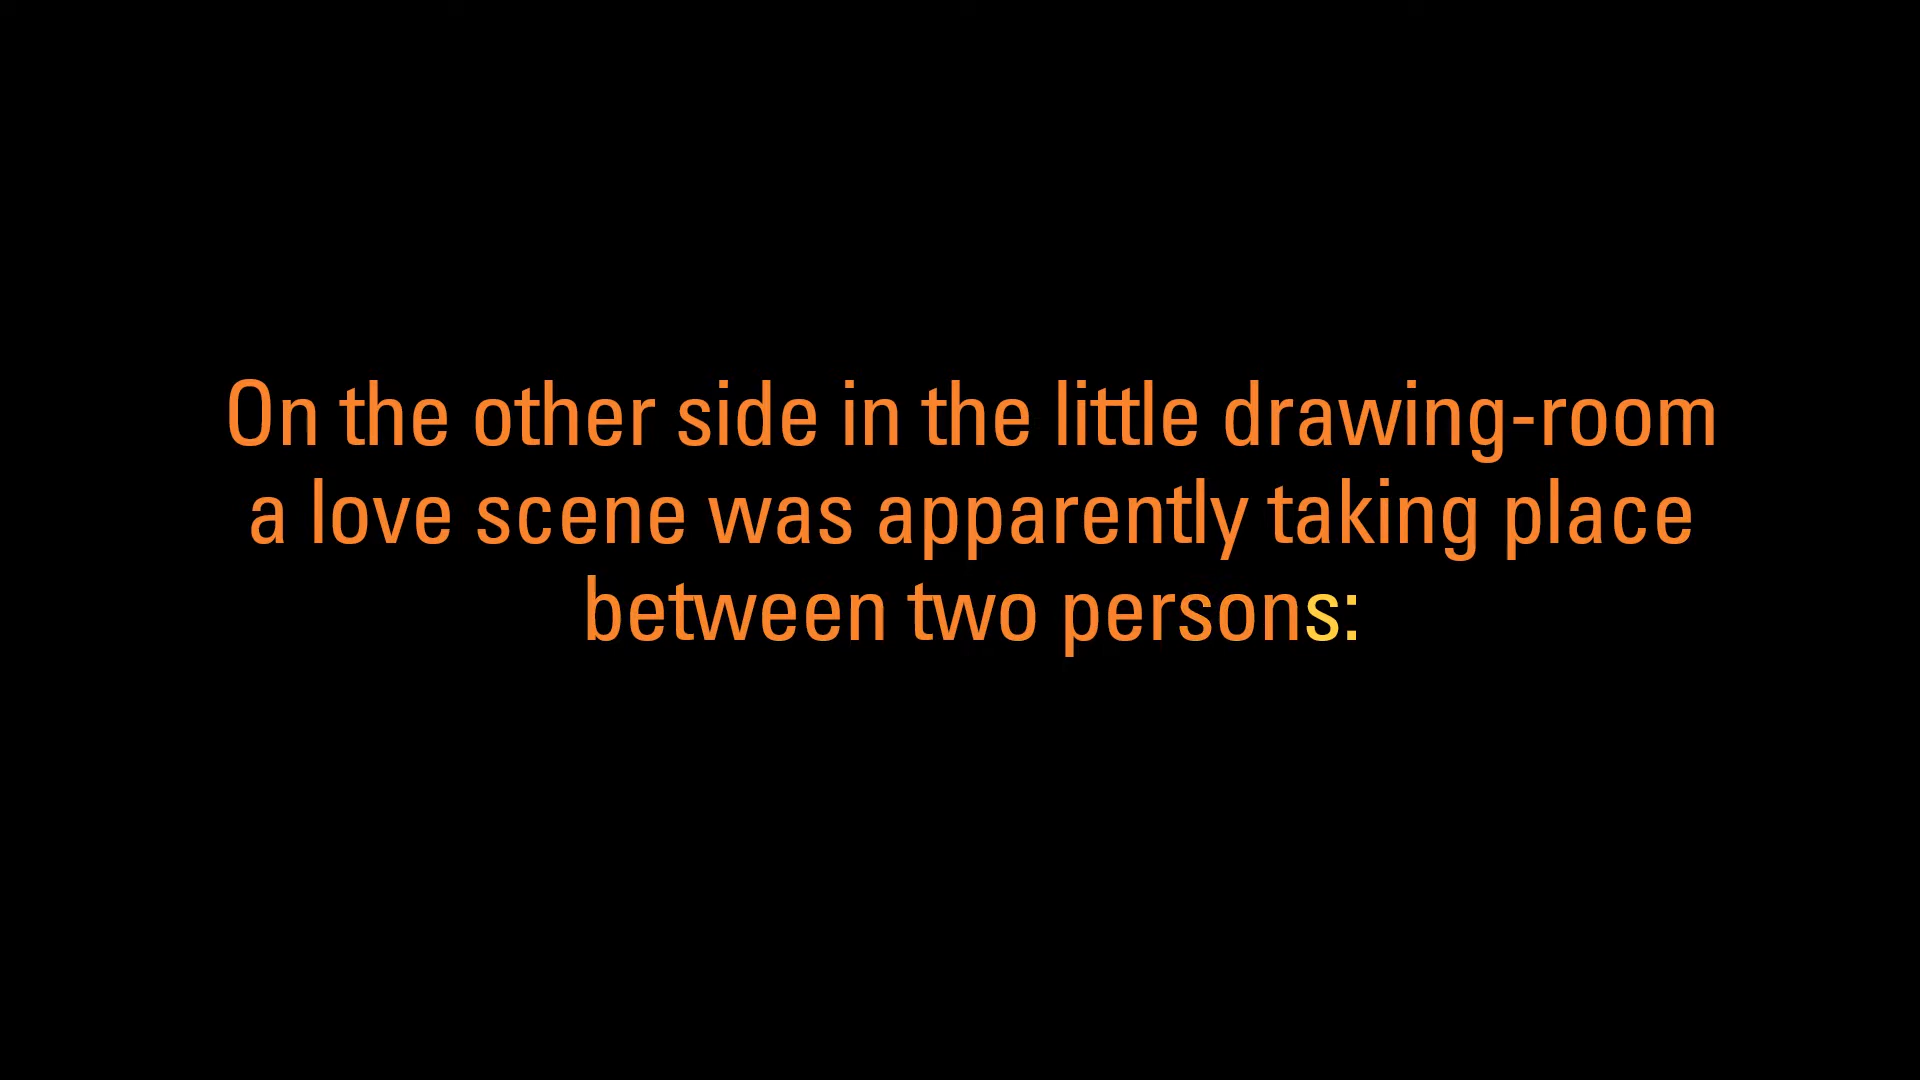 On the other side in the little drawing-room
a love scene was apparently taking place
between two persons: